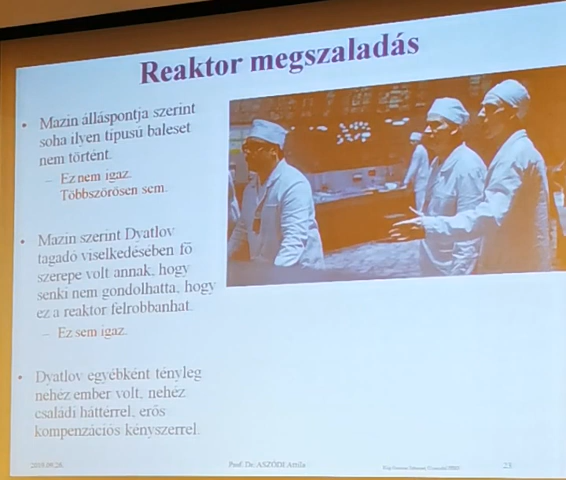 Reaktor megszaladás
• Mazin álláspontja szerint
soha ilyen típusú baleset
nem történt.
– Ez nem igaz.
Többszörösen sem.
• Mazin szerint Dyatlov
tagadó viselkedésében fő
szerepe volt annak, hogy
senki nem gondolhatta, hogy
ez a reaktor felrobbanhat.
– Ez sem igaz.
• Dyatlov egyébként tényleg
nehéz ember volt, nehéz
családi háttérrel, erős
kompenzációs kényszerrel.
Prof. Dr. ASZÓDI Attila
23